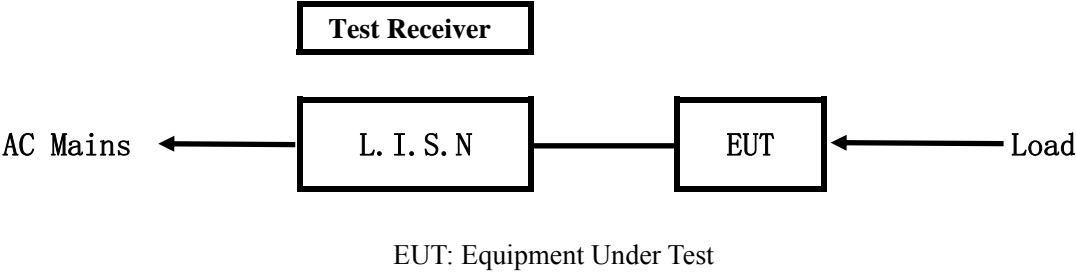 Test Receiver
AC Mains L.I.S.N EUT Load
EUT: Equipment Under Test